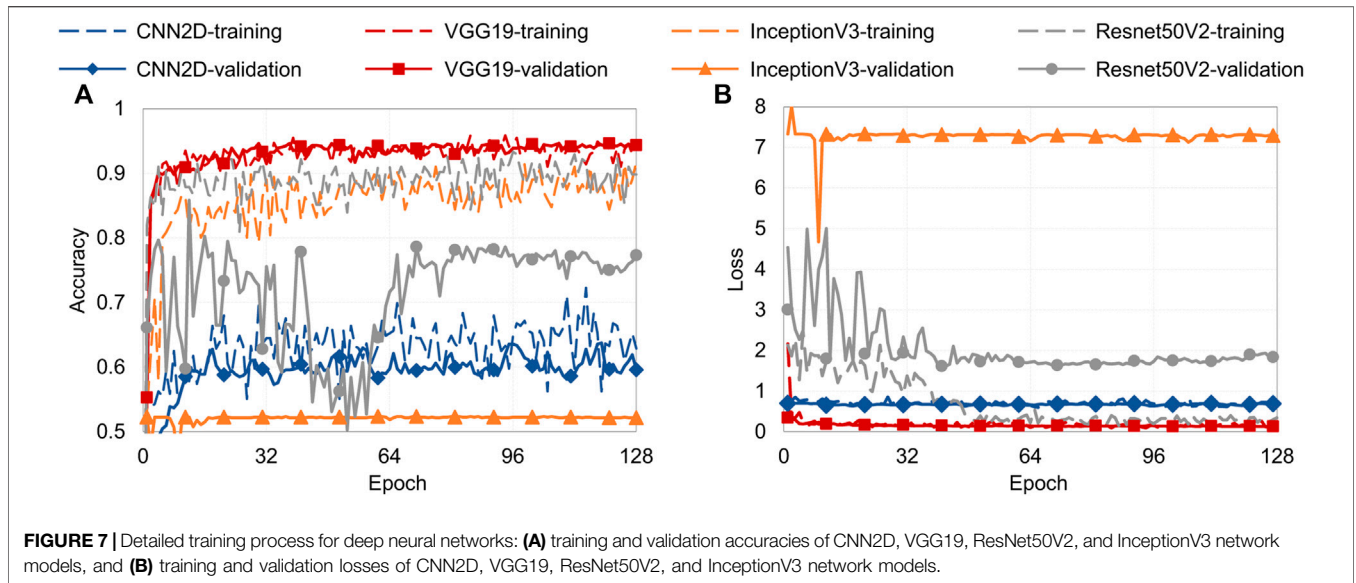 CNN2D-training VGG19-training InceptionV3-training Resnet50V2-training
CNN2D-validation VGG19-validation InceptionV3-validation Resnet50V2-validation
A
1
0.9
0.8
0.7
0.6
0.5
Accuracy
0 32 64 96 128
Epoch
B
8
7
6
5
4
3
2
1
0
Loss
0 32 64 96 128
Epoch
FIGURE 7 | Detailed training process for deep neural networks: (A) training and validation accuracies of CNN2D, VGG19, ResNet50V2, and InceptionV3 network
models, and (B) training and validation losses of CNN2D, VGG19, ResNet50V2, and InceptionV3 network models.